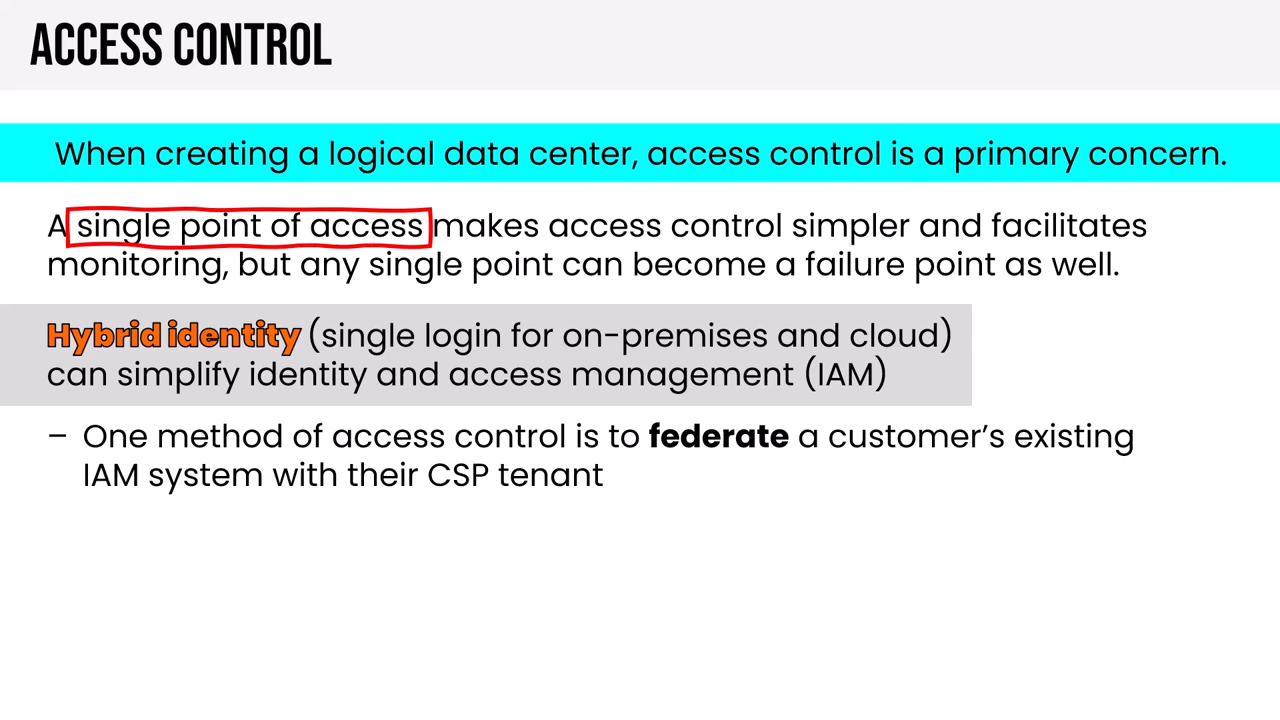 ACCESS CONTROL
When creating a logical data center, access control is a primary concern.
A single point of access makes access control simpler and facilitates
monitoring, but any single point can become a failure point as well.
Hybrid identity (single login for on-premises and cloud)
can simplify identity and access management (IAM)
– One method of access control is to federate a customer’s existing
IAM system with their CSP tenant